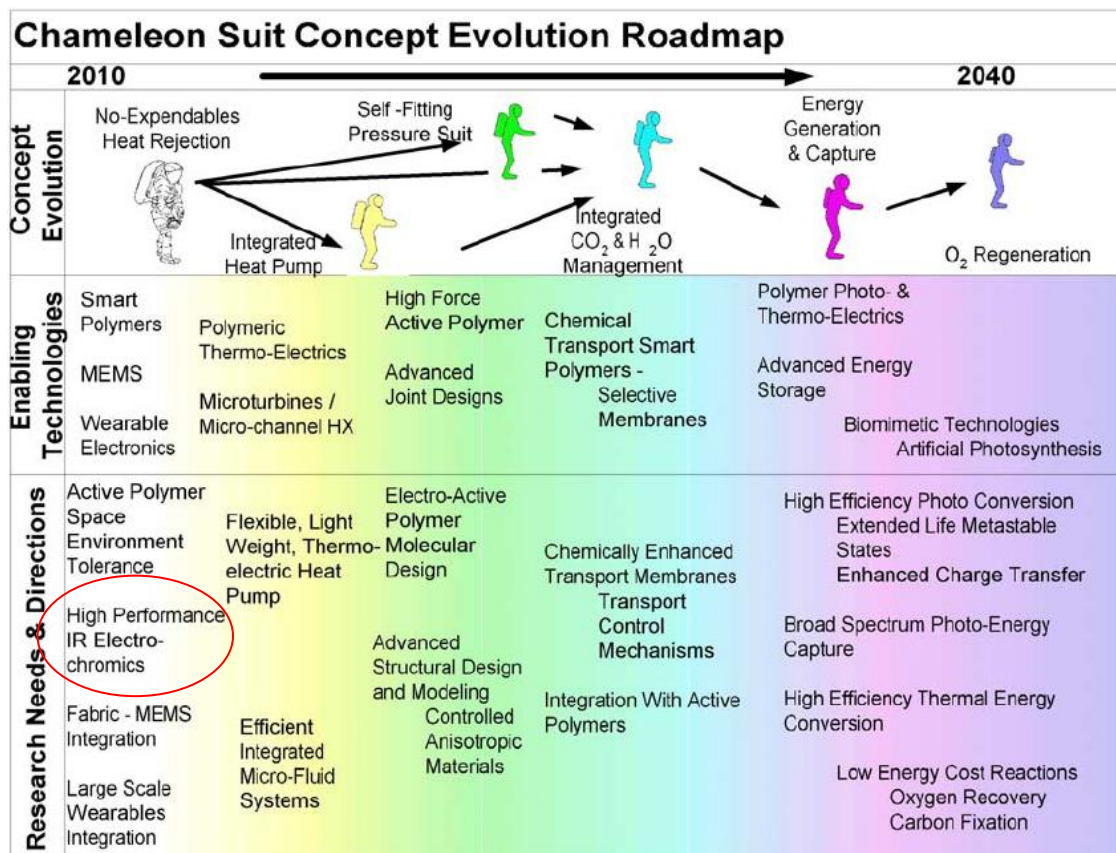 Chameleon Suit Concept Evolution Roadmap
2010
2040
Concept
Evolution
No-Expendables
Heat Rejection
Self -Fitting
Pressure Suit
Integrated
Heat Pump
Integrated
CO₂ & H ₂O
Management
Energy
Generation
& Capture
O₂ Regeneration
Enabling
Technologies
Smart
Polymers
MEMS
Wearable
Electronics
Polymeric
Thermo-Electrics
Microturbines /
Micro-channel HX
High Force
Active Polymer
Advanced
Joint Designs
Chemical
Transport Smart
Polymers -
Selective
Membranes
Polymer Photo- &
Thermo-Electrics
Advanced Energy
Storage
Biomimetic Technologies
Artificial Photosynthesis
Research Needs & Directions
Active Polymer
Space
Environment
Tolerance
High Performance
IR Electro-
chromics
Fabric - MEMS
Integration
Large Scale
Wearables
Integration
Flexible, Light
Weight, Thermo-
electric Heat
Pump
Efficient
Integrated
Micro-Fluid
Systems
Electro-Active
Polymer
Molecular
Design
Advanced
Structural Design
and Modeling
Controlled
Anisotropic
Materials
Chemically Enhanced
Transport Membranes
Transport
Control
Mechanisms
Integration With Active
Polymers
High Efficiency Photo Conversion
Extended Life Metastable
States
Enhanced Charge Transfer
Broad Spectrum Photo-Energy
Capture
High Efficiency Thermal Energy
Conversion
Low Energy Cost Reactions
Oxygen Recovery
Carbon Fixation